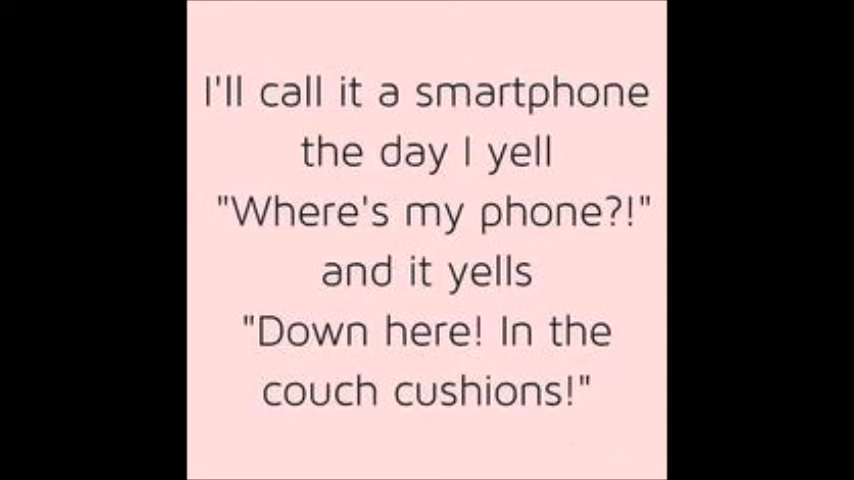 I'll call it a smartphone
the day I yell
"Where's my phone?!"
and it yells
"Down here! In the
couch cushions!"